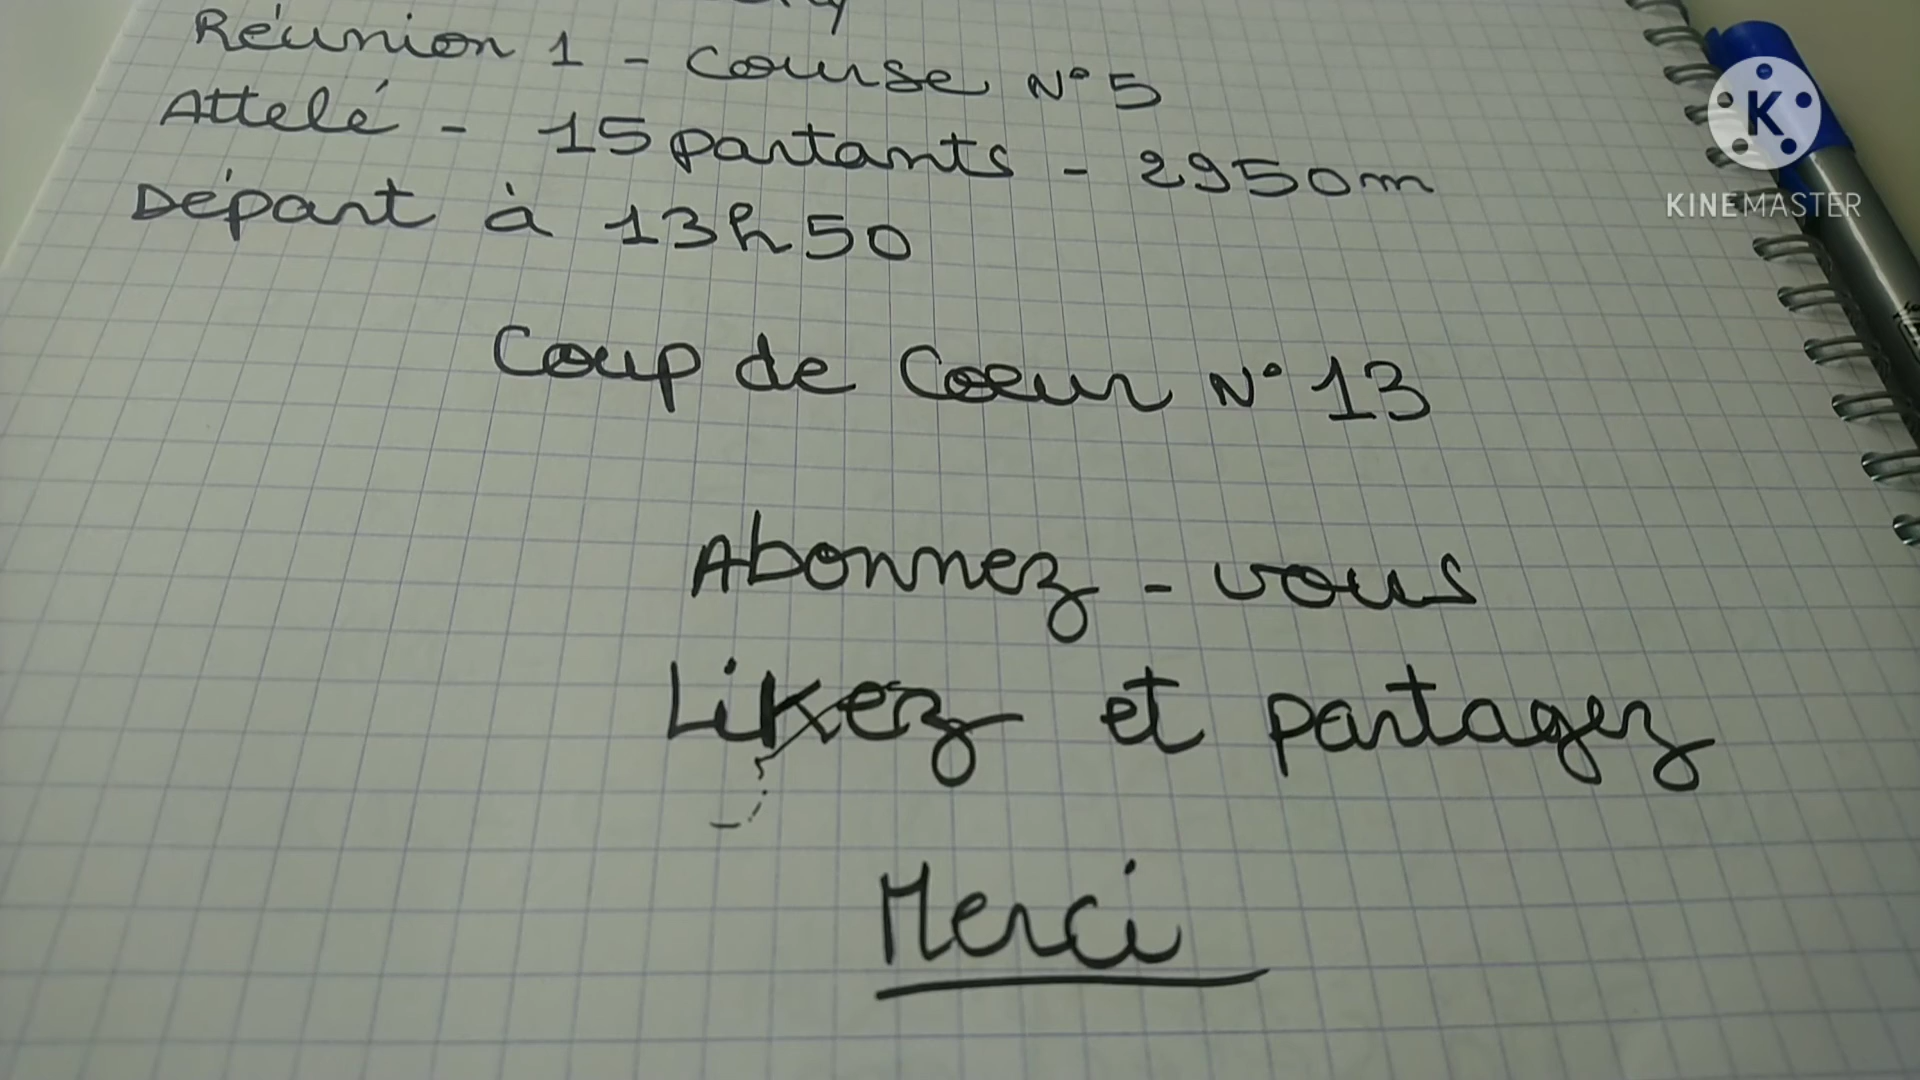 Réunion 1 - Course N° 5
Attelé - 15 partants - 2950m
Départ à 13h50
Coup de Coeur N° 13
Abonnez-vous
Likez et partagez
Merci
K
KINEMASTER